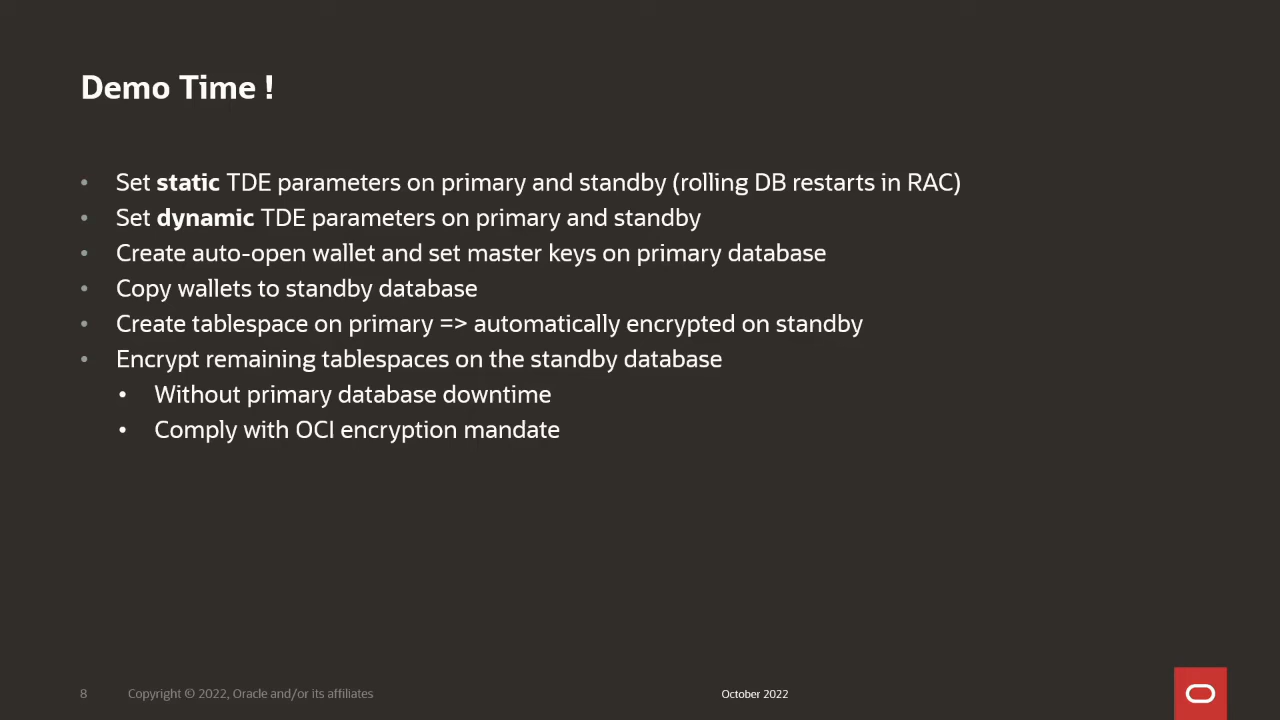 Demo Time !
• Set static TDE parameters on primary and standby (rolling DB restarts in RAC)
• Set dynamic TDE parameters on primary and standby
• Create auto-open wallet and set master keys on primary database
• Copy wallets to standby database
• Create tablespace on primary => automatically encrypted on standby
• Encrypt remaining tablespaces on the standby database
• Without primary database downtime
• Comply with OCI encryption mandate
8 Copyright © 2022, Oracle and/or its affiliates October 2022